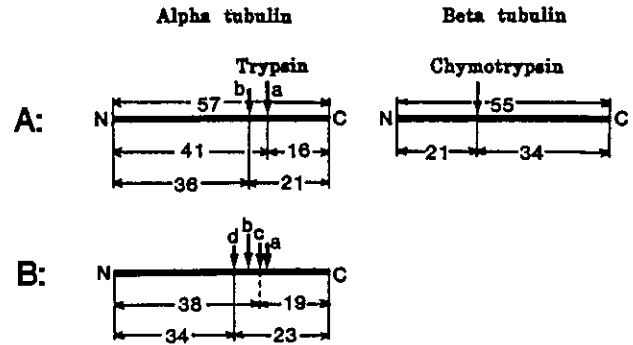 Alpha tubulin Beta tubulin
Trypsin Chymotrypsin
b a
57 55
A: N C N C
41 16 21 34
36 21
d b c a
B: N C
38 19
34 23